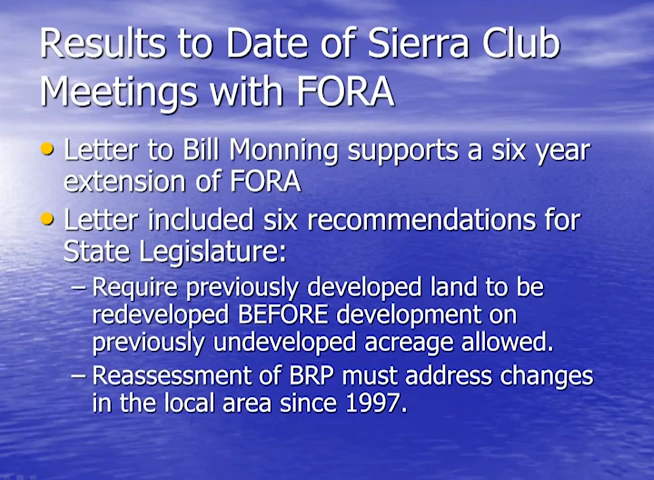 Results to Date of Sierra Club
Meetings with FORA
• Letter to Bill Monning supports a six year
extension of FORA
• Letter included six recommendations for
State Legislature:
– Require previously developed land to be
redeveloped BEFORE development on
previously undeveloped acreage allowed.
– Reassessment of BRP must address changes
in the local area since 1997.